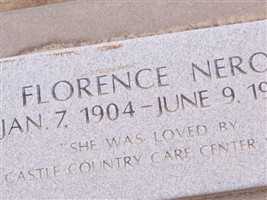 FLORENCE NERO
JAN. 7, 1904 - JUNE 9, 19
"SHE WAS LOVED BY
CASTLE COUNTRY CARE CENTER